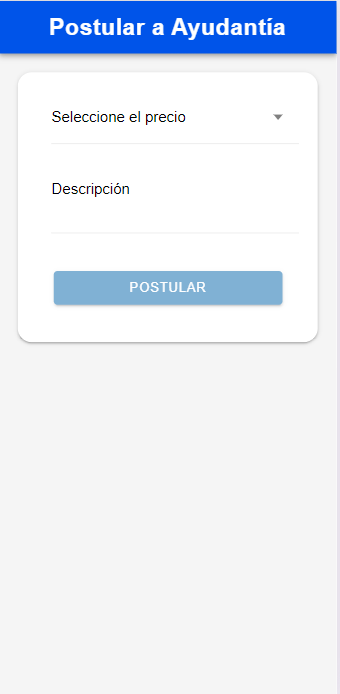 Postular a Ayudantía
Seleccione el precio
Descripción
POSTULAR